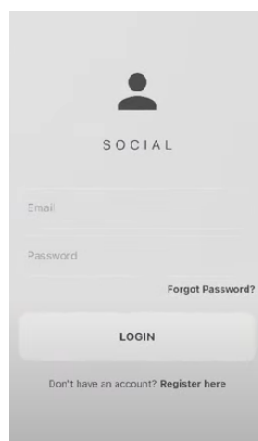 SOCIAL
Email
Password
Forgot Password?
LOGIN
Don't have an account? Register here